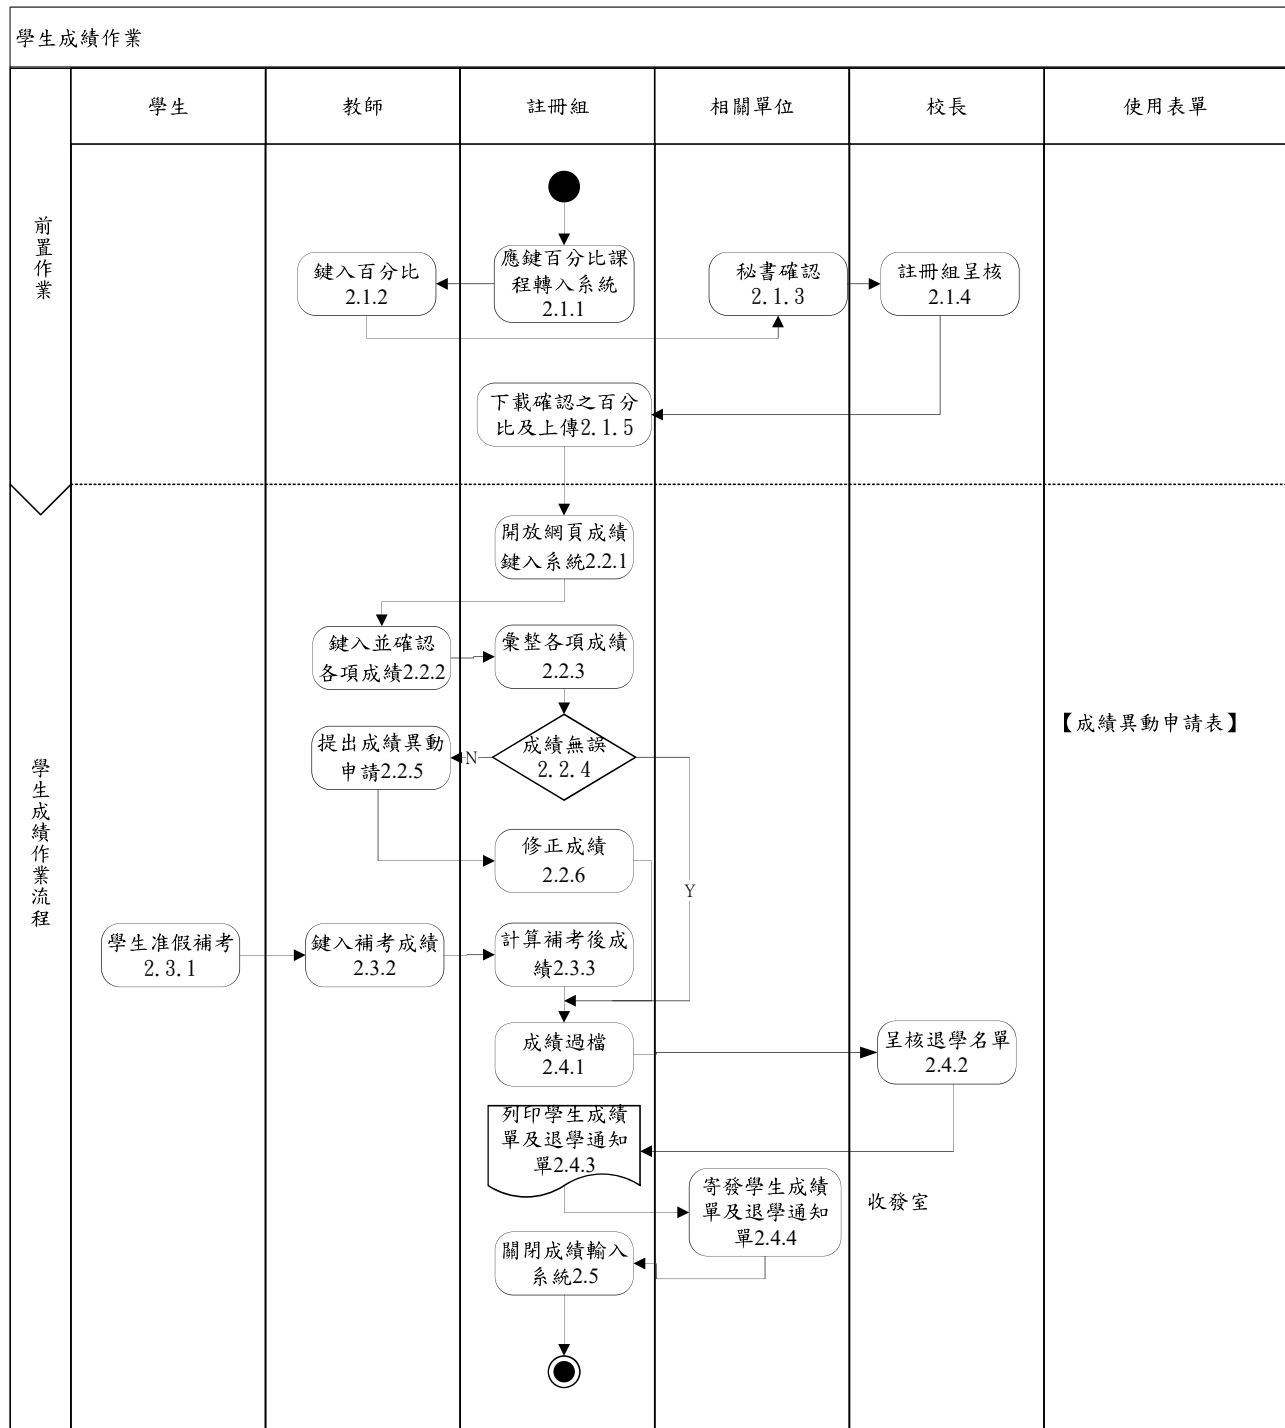 學生成績作業
學生
教師
註冊組
相關單位
校長
使用表單
前置作業
鍵入百分比
2.1.2
應鍵百分比課
程轉入系統
2.1.1
秘書確認
2.1.3
註冊組呈核
2.1.4
下載確認之百分
比及上傳2.1.5
學生成績作業流程
開放網頁成績
鍵入系統2.2.1
鍵入並確認
各項成績2.2.2
彙整各項成績
2.2.3
【成績異動申請表】
提出成績異動
申請2.2.5
N
成績無誤
2.2.4
修正成績
2.2.6
Y
學生准假補考
2.3.1
鍵入補考成績
2.3.2
計算補考後成
績2.3.3
成績過檔
2.4.1
呈核退學名單
2.4.2
列印學生成績
單及退學通知
單2.4.3
寄發學生成績
單及退學通知
單2.4.4
收發室
關閉成績輸入
系統2.5